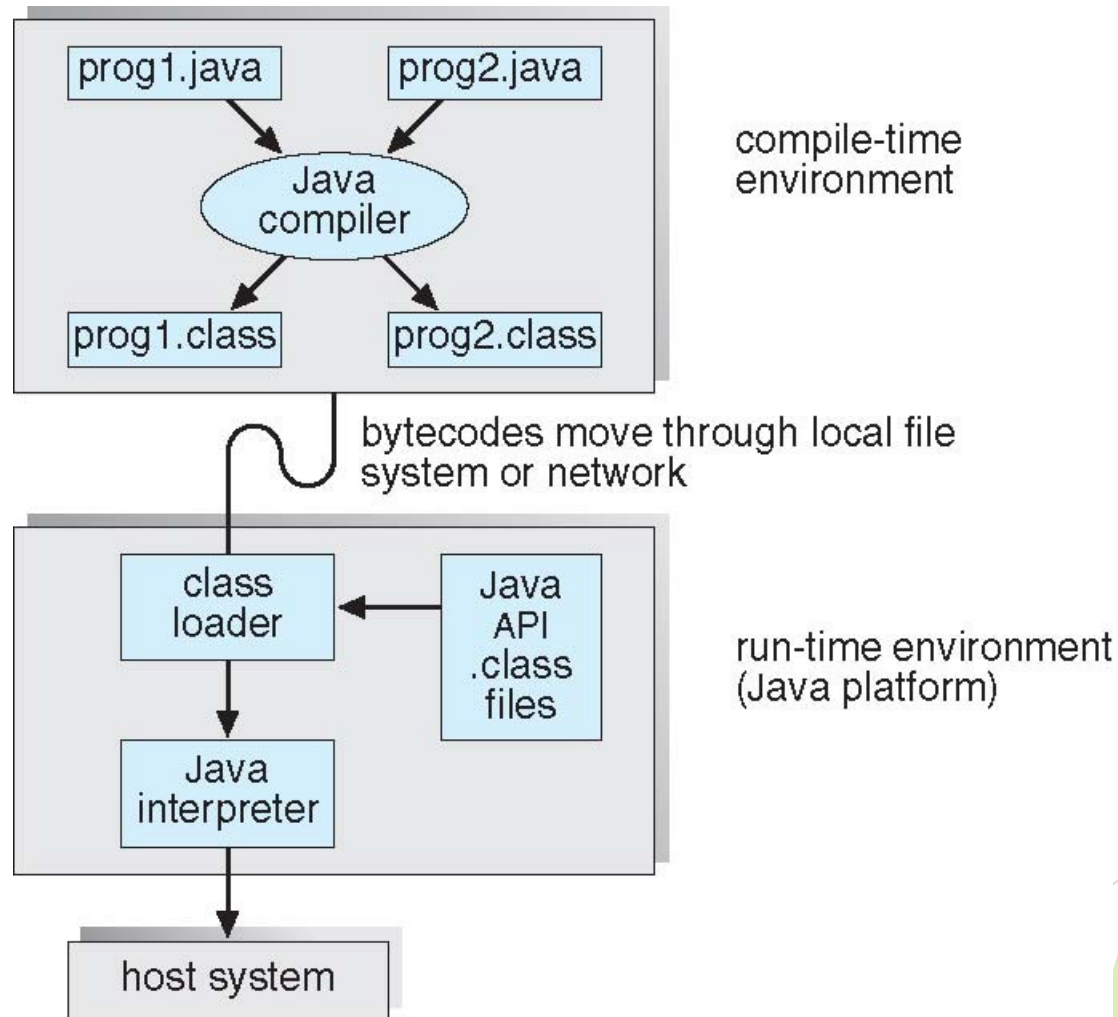 prog1.java
prog2.java
Java
compiler
prog1.class
prog2.class
compile-time
environment
bytecodes move through local file
system or network
class
loader
Java
API
.class
files
Java
interpreter
run-time environment
(Java platform)
host system